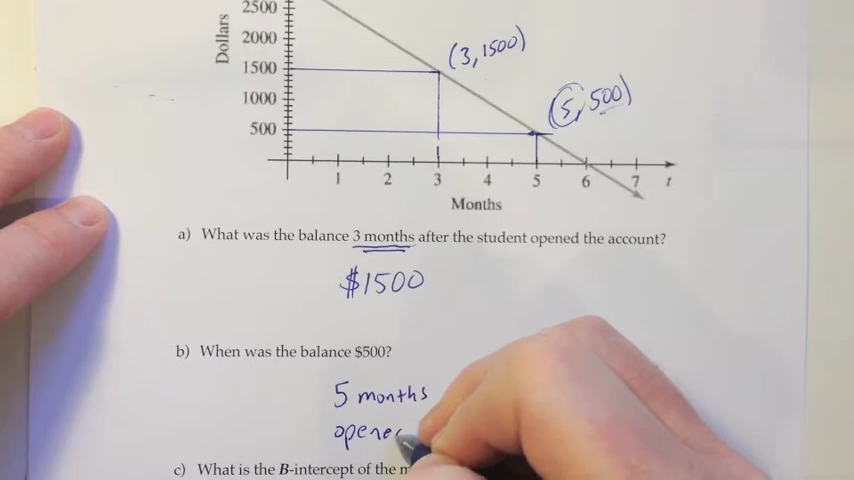 2500
Dollars
2000
(3,1500)
1500
1000
(5, 500)
500
1 2 3 4 5 6 7 t
Months
a) What was the balance 3 months after the student opened the account?
$1500
b) When was the balance $500?
5 months
opened
c) What is the B-intercept of the